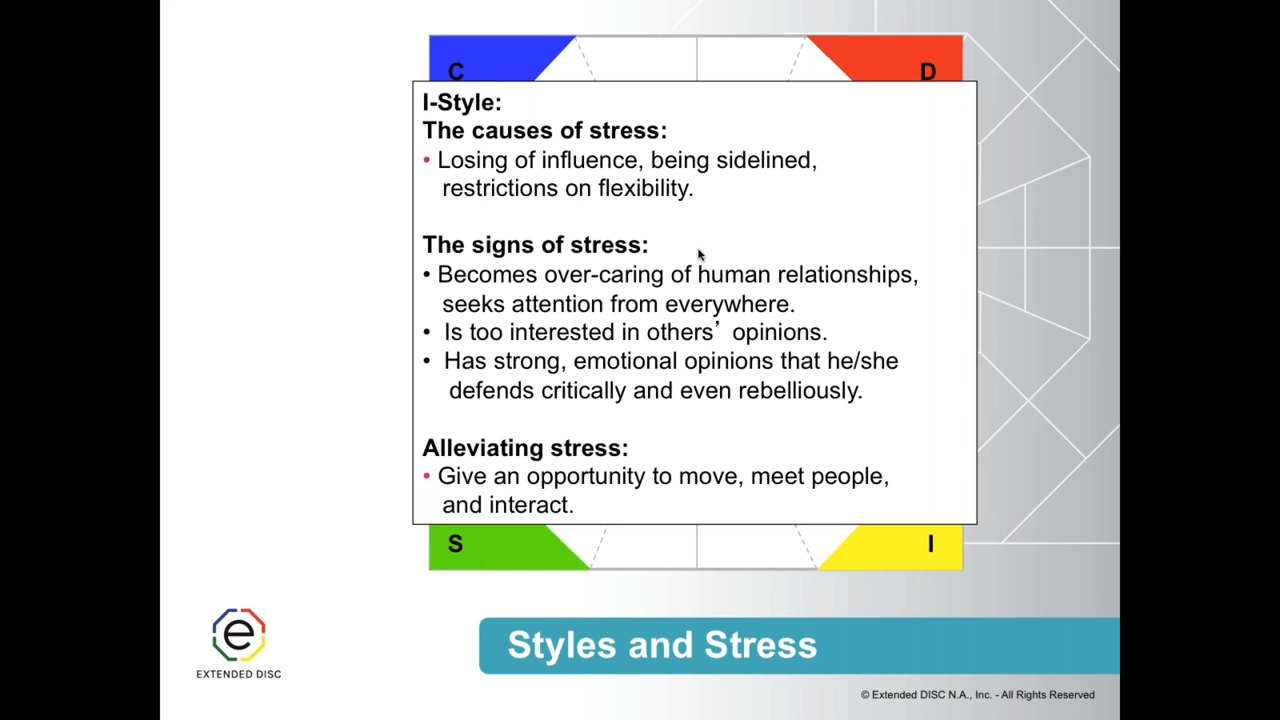 C
D
I-Style:
The causes of stress:
• Losing of influence, being sidelined,
restrictions on flexibility.
The signs of stress:
• Becomes over-caring of human relationships,
seeks attention from everywhere.
• Is too interested in others’ opinions.
• Has strong, emotional opinions that he/she
defends critically and even rebelliously.
Alleviating stress:
• Give an opportunity to move, meet people,
and interact.
S
I
e
EXTENDED DISC
Styles and Stress
© Extended DISC N.A., Inc. - All Rights Reserved